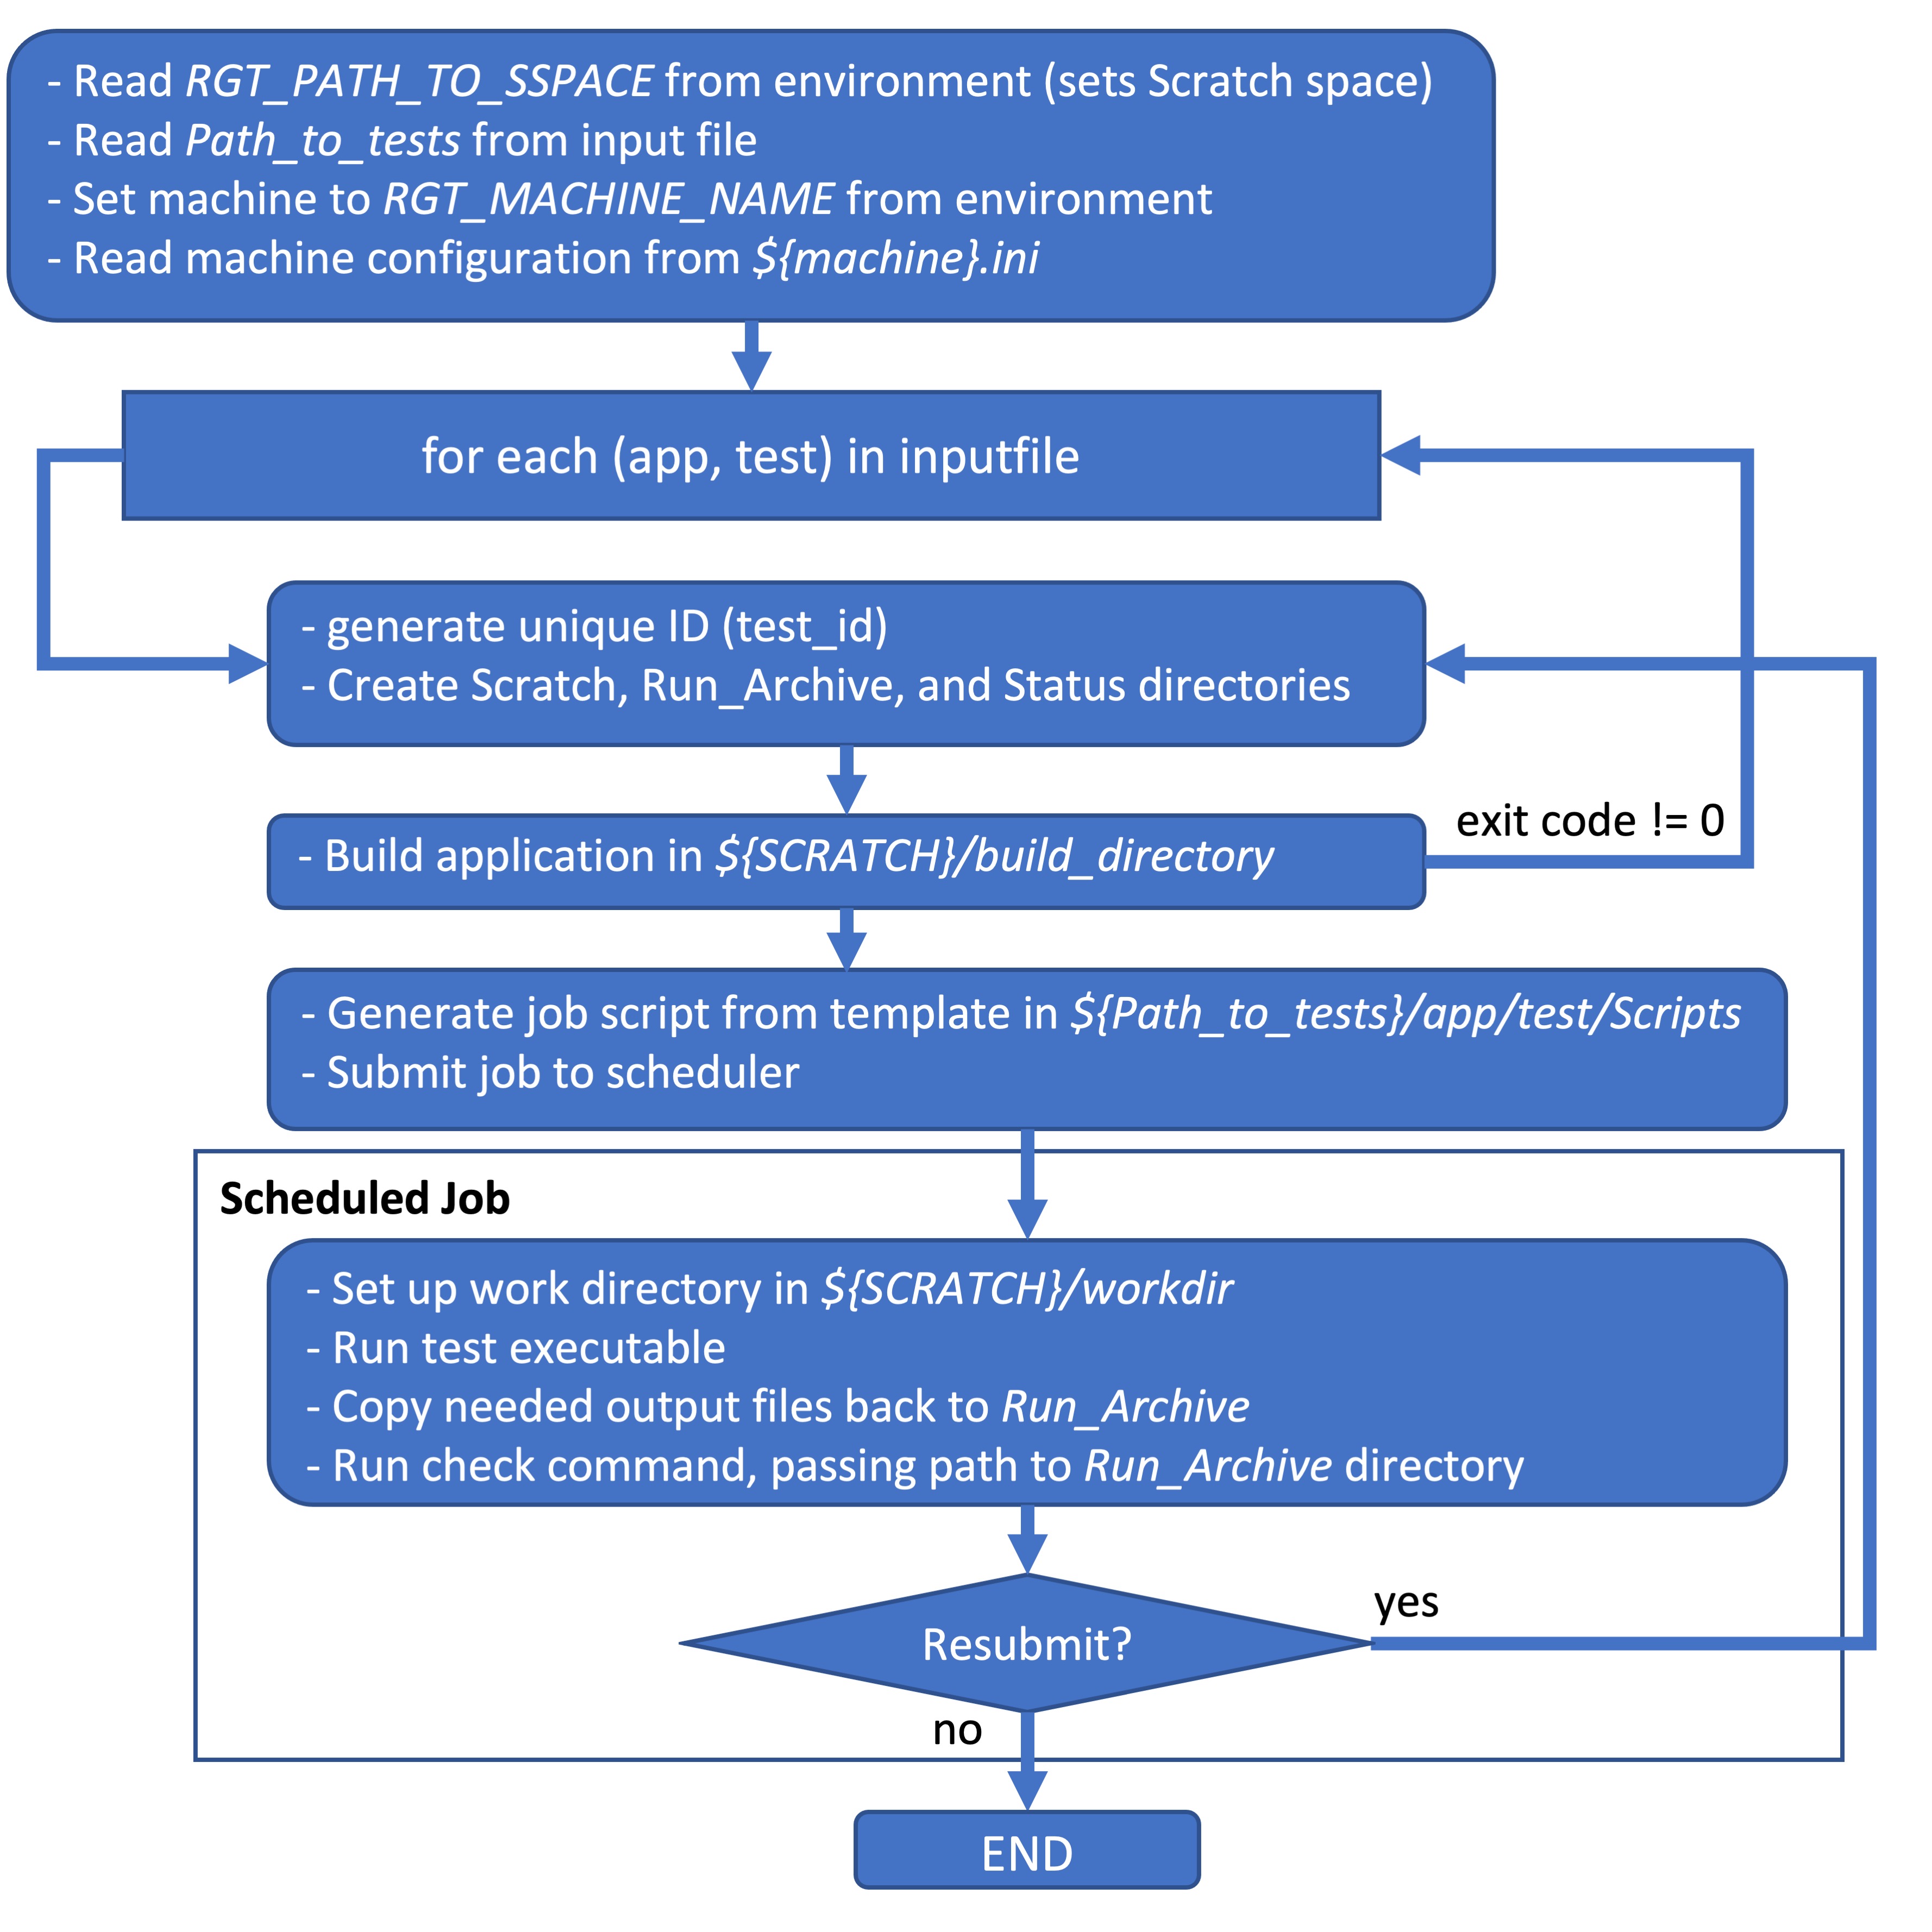 - Read RGT_PATH_TO_SSPACE from environment (sets Scratch space)
- Read Path_to_tests from input file
- Set machine to RGT_MACHINE_NAME from environment
- Read machine configuration from ${machine}.ini
for each (app, test) in inputfile
- generate unique ID (test_id)
- Create Scratch, Run_Archive, and Status directories
exit code != 0
- Build application in ${SCRATCH}/build_directory
- Generate job script from template in ${Path_to_tests}/app/test/Scripts
- Submit job to scheduler
Scheduled Job
- Set up work directory in ${SCRATCH}/workdir
- Run test executable
- Copy needed output files back to Run_Archive
- Run check command, passing path to Run_Archive directory
yes
Resubmit?
no
END